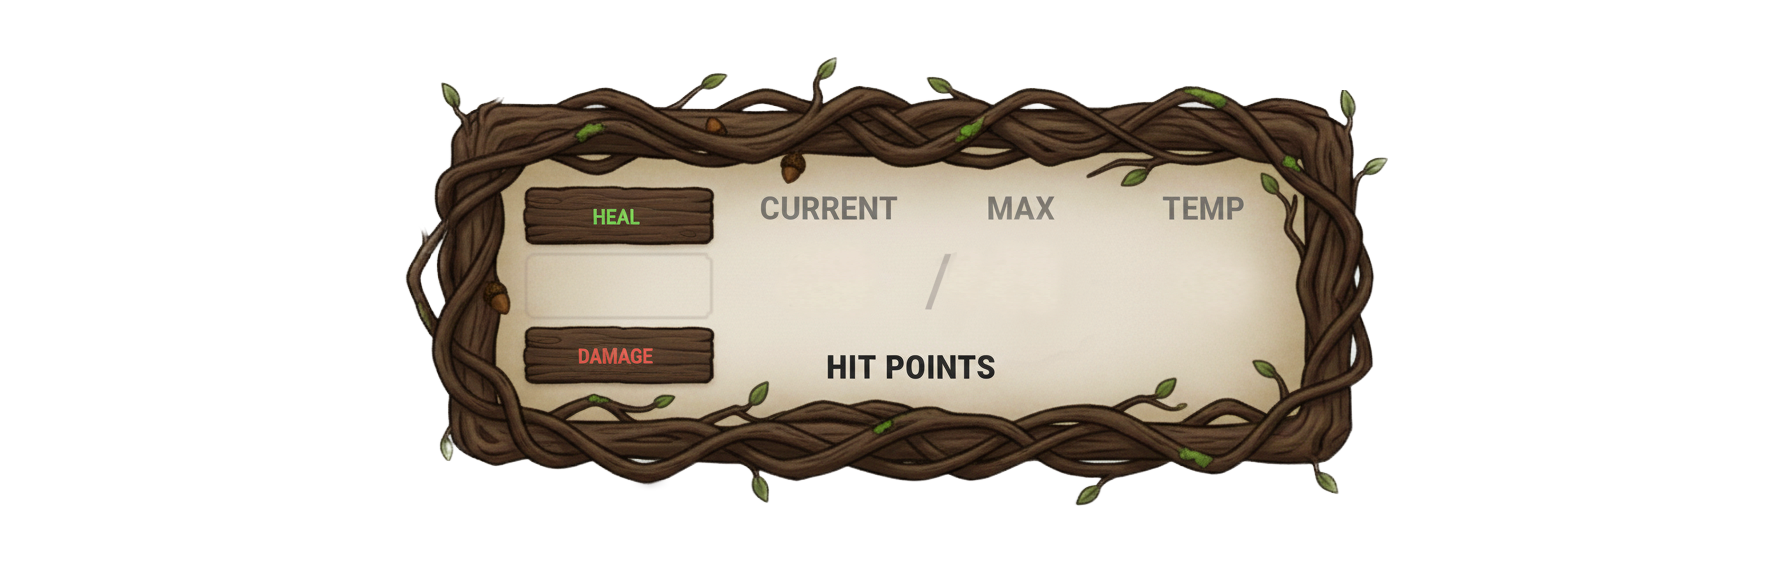 HEAL
CURRENT MAX TEMP
/
DAMAGE
HIT POINTS